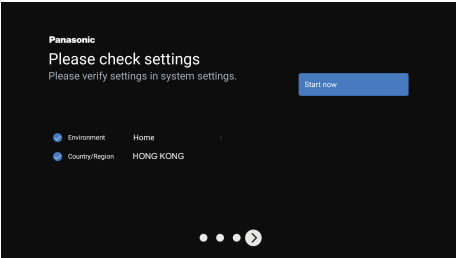 Panasonic
Please check settings
Please verify settings in system settings.
Start now
Environment Home
Country/Region HONG KONG